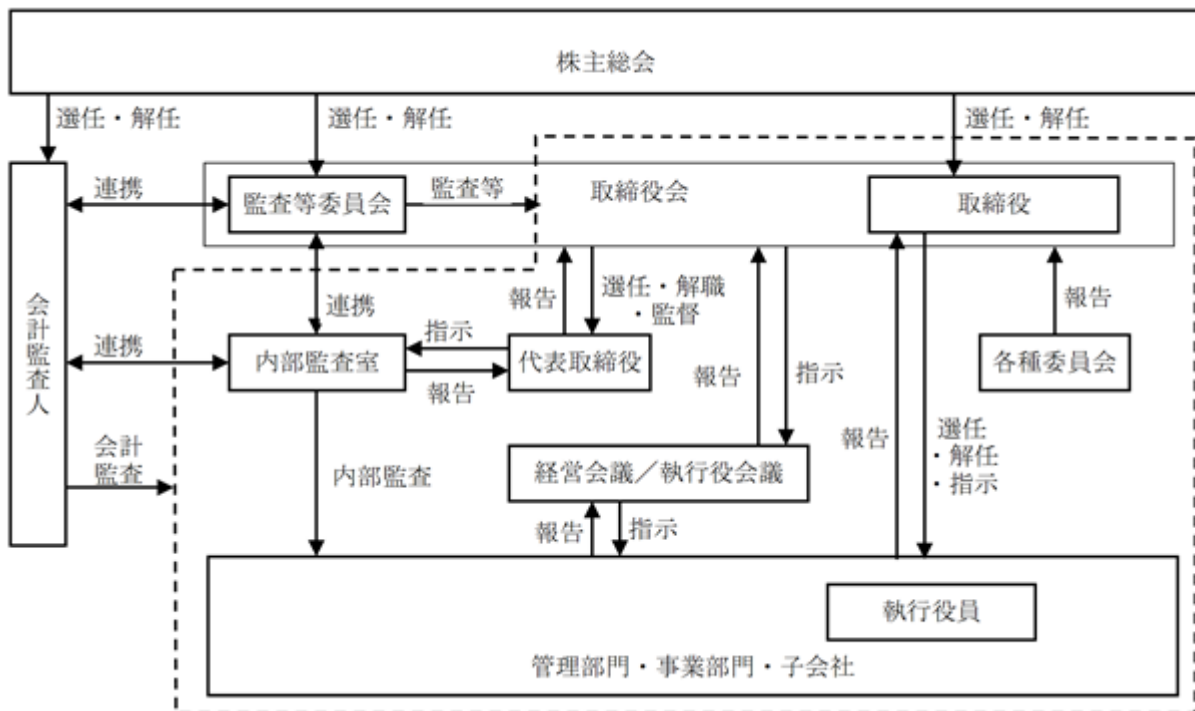 株主総会
選任・解任
選任・解任
選任・解任
連携
監査等委員会
監査等
取締役会
取締役
会計監査人
連携
報告
選任・解職
・監督
報告
連携
内部監査室
指示
報告
代表取締役
報告
指示
各種委員会
会計
監査
内部監査
経営会議／執行役会議
報告
選任
・解任
・指示
報告
指示
執行役員
管理部門・事業部門・子会社